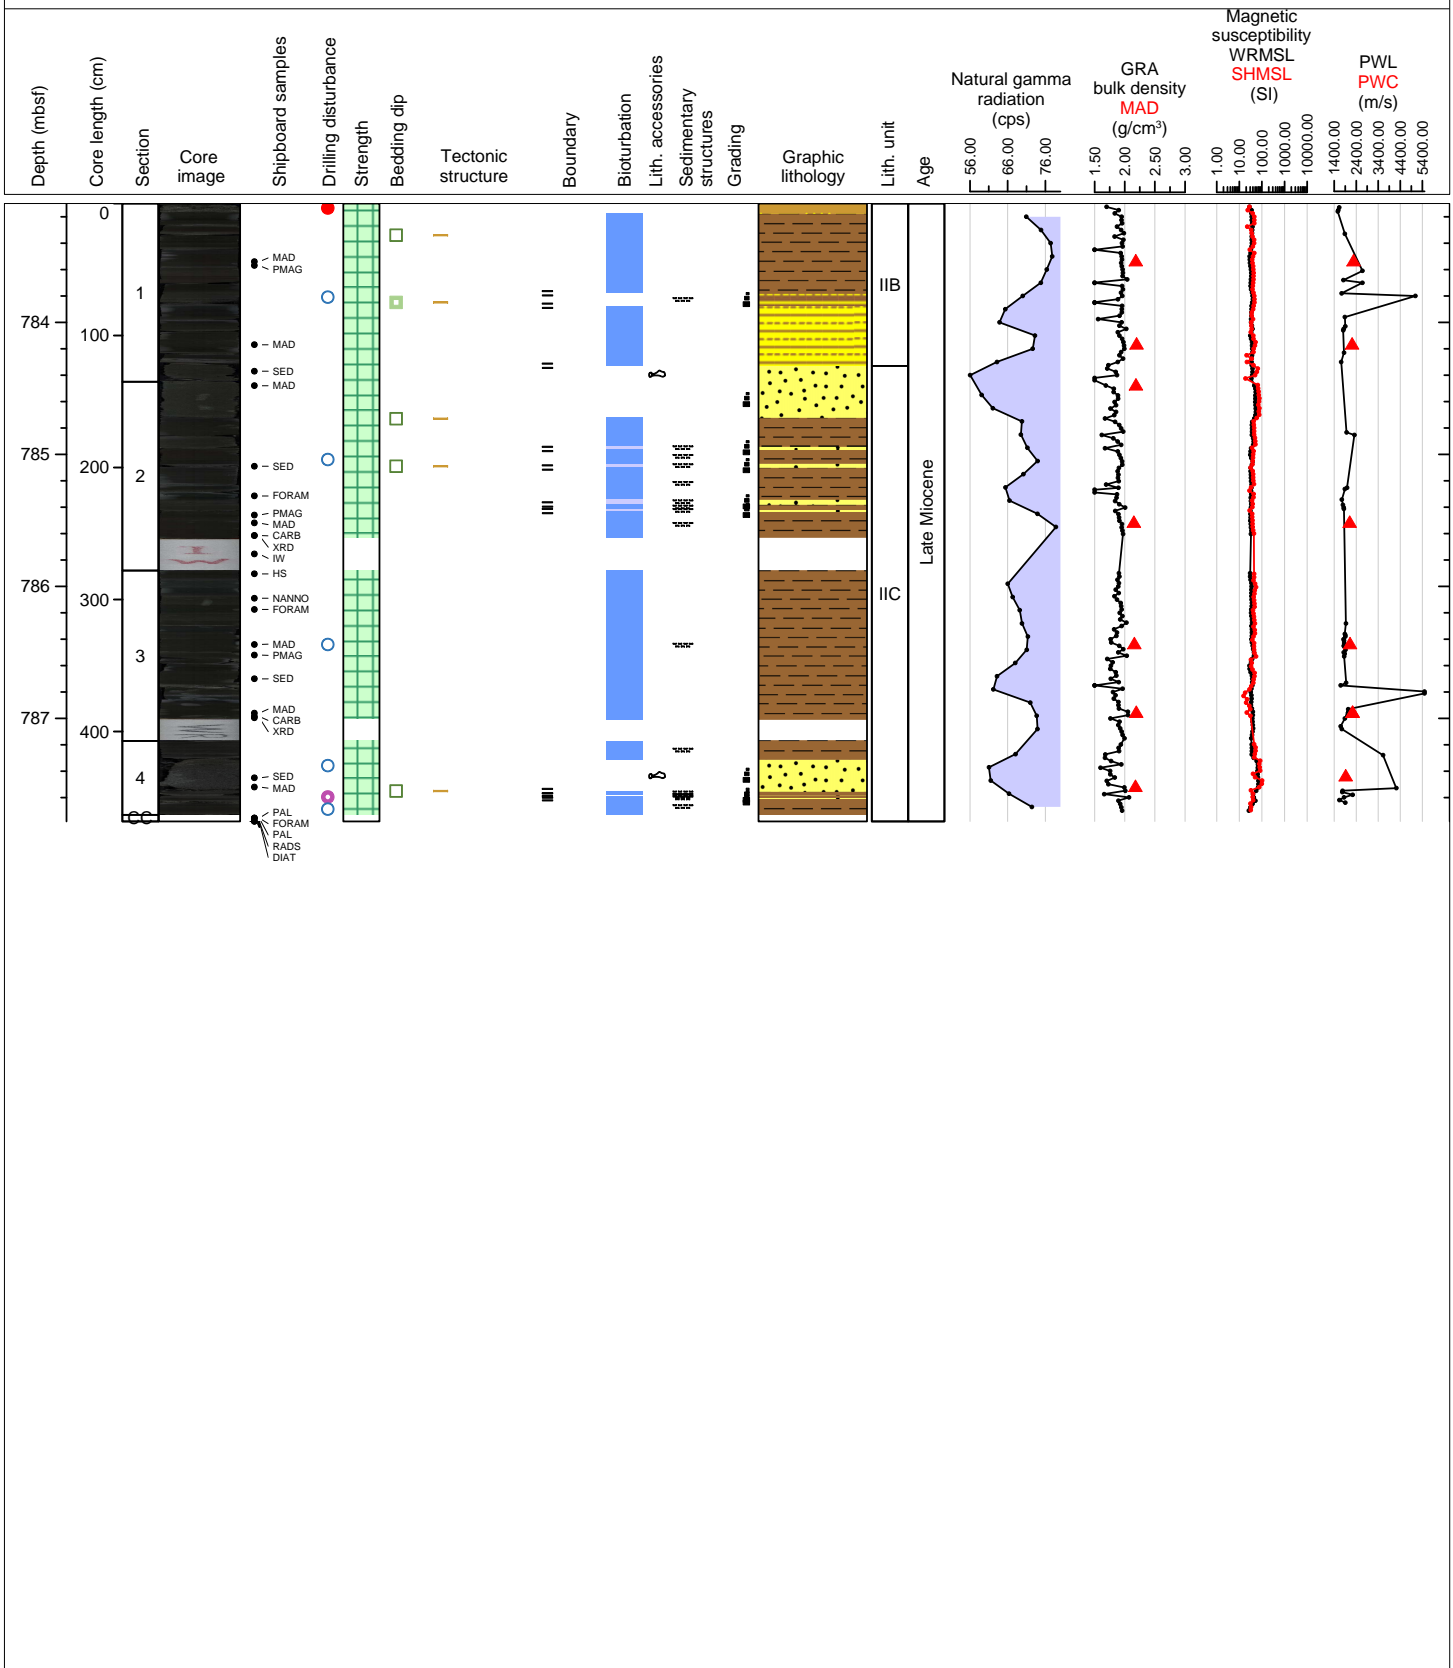 Depth (mbsf)
Core length (cm)
Section
Core
image
Shipboard samples
Drilling disturbance
Strength
Bedding dip
Tectonic
structure
Boundary
Bioturbation
Lith. accessories
Sedimentary
structures
Grading
Graphic
lithology
Lith. unit
Age
Natural gamma
radiation
(cps)
56.00
66.00
76.00
GRA
bulk density
MAD
(g/cm³)
1.50
2.00
2.50
3.00
Magnetic
susceptibility
WRMSL
SHMSL
(SI)
1.00
10.00
100.00
1000.00
10000.00
PWL
PWC
(m/s)
1400.00
2400.00
3400.00
4400.00
5400.00
784
785
786
787
0
100
200
300
400
1
2
3
4
CC
MAD
PMAG
MAD
SED
MAD
SED
FORAM
PMAG
MAD
CARB
XRD
IW
HS
NANNO
FORAM
MAD
PMAG
SED
MAD
CARB
XRD
SED
MAD
PAL
FORAM
PAL
RADS
DIAT
IIB
IIC
Late Miocene